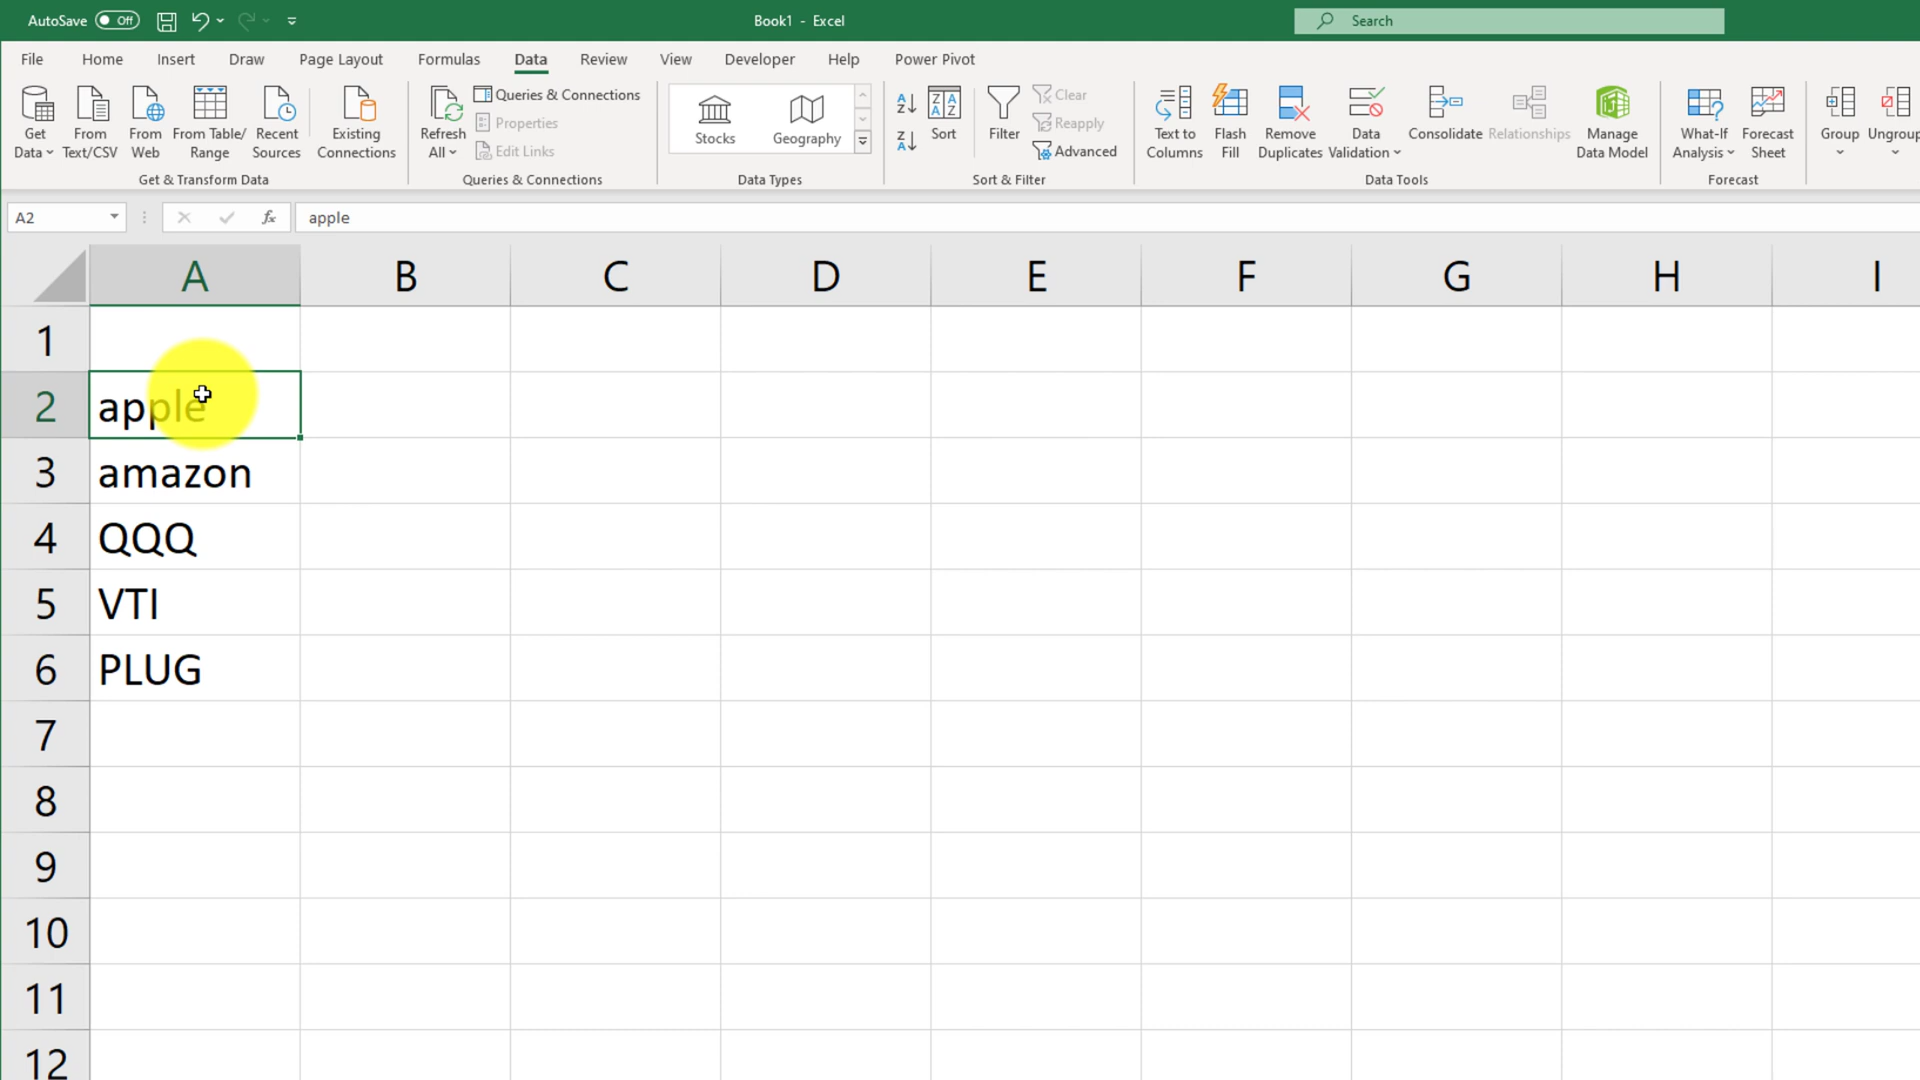 AutoSave Off Book1 - Excel Search
File Home Insert Draw Page Layout Formulas Data Review View Developer Help Power Pivot
Get Data
From Text/CSV
From Web
From Table/ Range
Recent Sources
Existing Connections
Get & Transform Data
Refresh All
Queries & Connections
Properties
Edit Links
Queries & Connections
Stocks
Geography
Data Types
A Z
Z A
Z A A Z
Sort
Filter
Clear
Reapply
Advanced
Sort & Filter
Text to Columns
Flash Fill
Remove Duplicates
Data Validation
Consolidate
Relationships
Manage Data Model
Data Tools
What-If Analysis
Forecast Sheet
Forecast
Group
Ungroup
A2 fx apple
A B C D E F G H I
1
2 apple
3 amazon
4 QQQ
5 VTI
6 PLUG
7
8
9
10
11
12